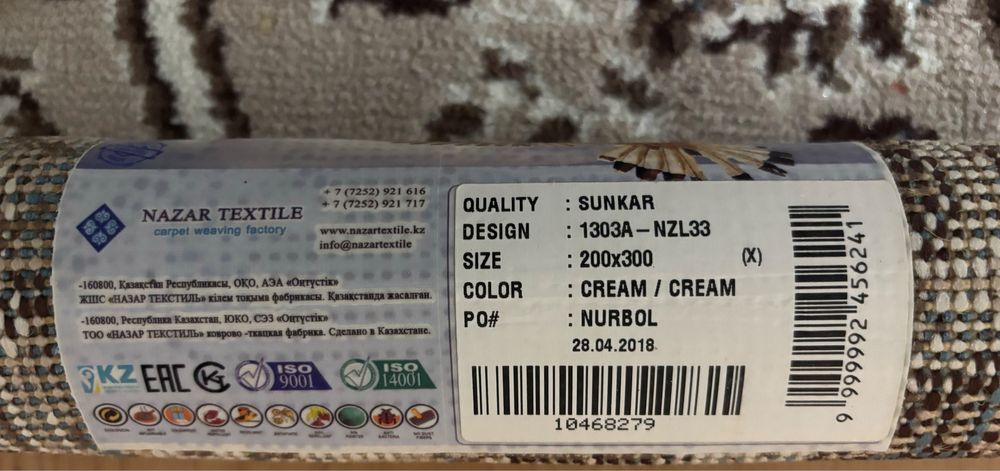 NAZAR TEXTILE
carpet weaving factory
+ 7 (7252) 921 616
+ 7 (7252) 921 717
www.nazartextile.kz
info@nazartextile
-160800, Қазақстан Республикасы, ОҚО, АЭА «Оңтүстік»
ЖШС «НАЗАР ТЕКСТИЛЬ» кілем тоқыма фабрикасы. Қазақстанда жасалған.
-160800, Республика Казахстан, ЮКО, СЭЗ «Онтүстік»
ТОО «НАЗАР ТЕКСТИЛЬ» коврово -ткацкая фабрика. Сделано в Казахстане.
KZ EAC
ISO 9001
ISO 14001
QUALITY : SUNKAR
DESIGN : 1303A – NZL33
SIZE : 200x300 (X)
COLOR : CREAM / CREAM
PO# : NURBOL
28.04.2018
10468279
9 999992 456241